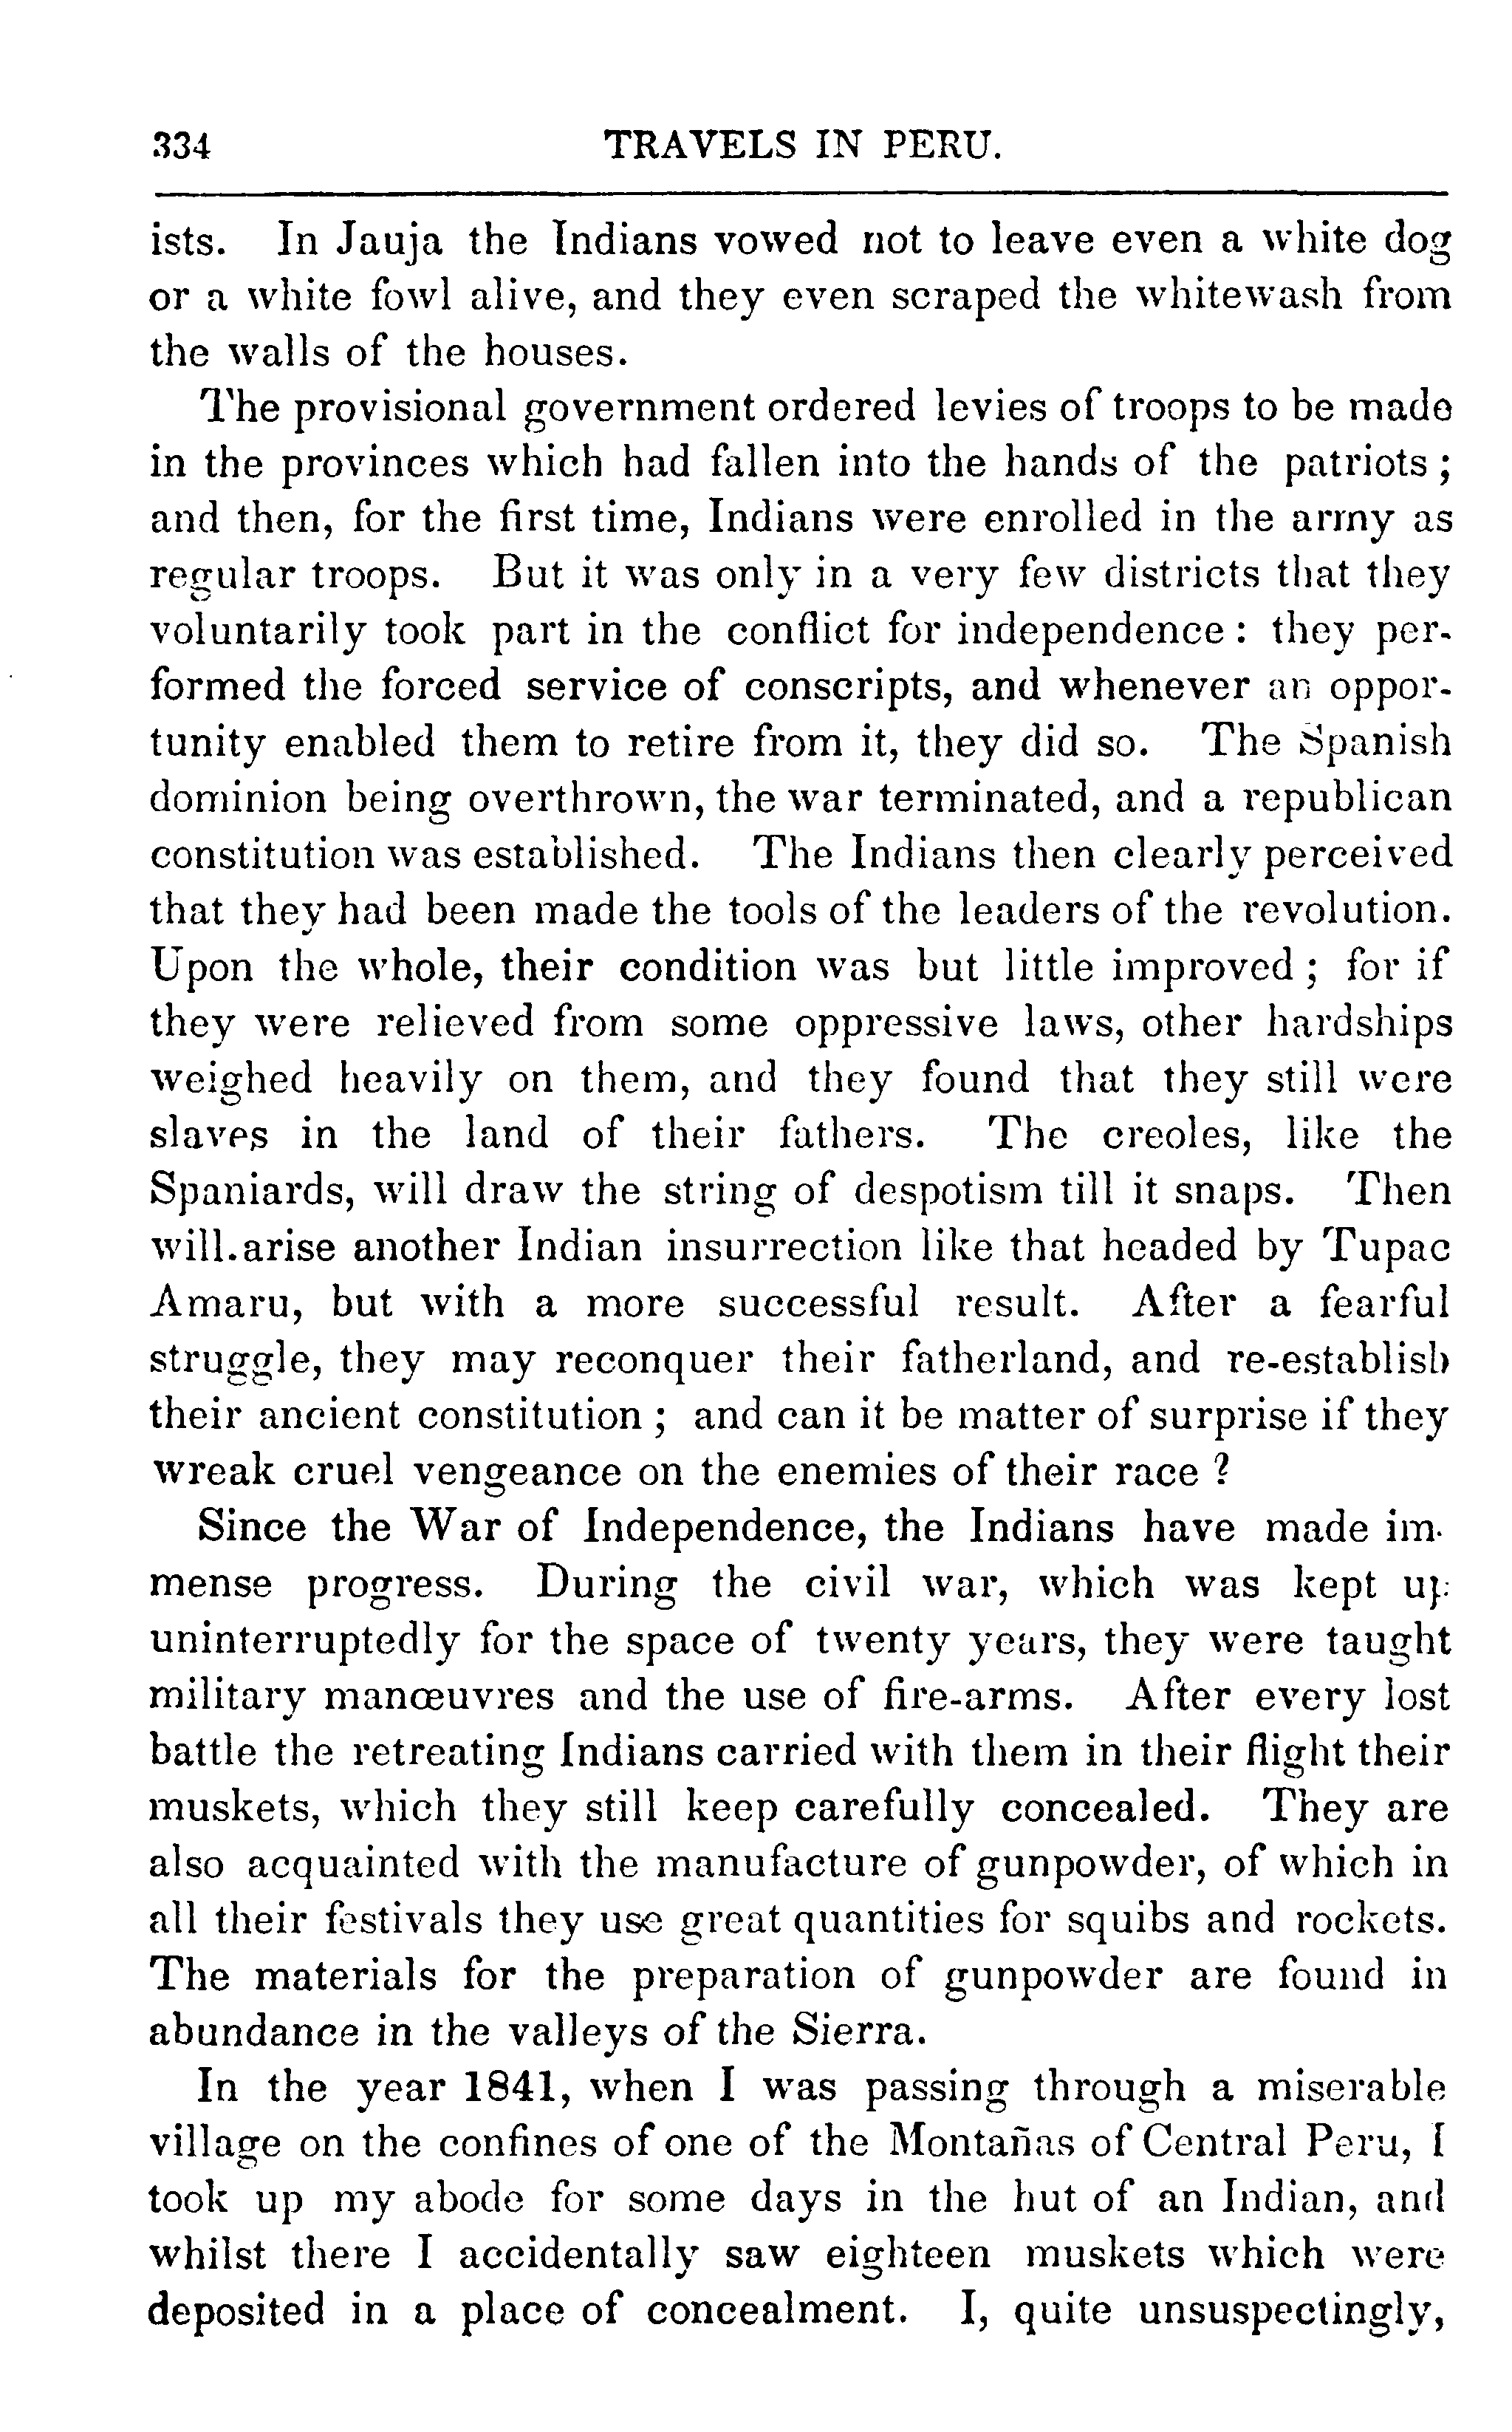 334 TRAVELS IN PERU.
ists. In Jauja the Indians vowed not to leave even a white dog
or a white fowl alive, and they even scraped the whitewash from
the walls of the houses.
The provisional government ordered levies of troops to be made
in the provinces which had fallen into the hands of the patriots ;
and then, for the first time, Indians were enrolled in the army as
regular troops. But it was only in a very few districts that they
voluntarily took part in the conflict for independence : they per-
formed the forced service of conscripts, and whenever an oppor-
tunity enabled them to retire from it, they did so. The Spanish
dominion being overthrown, the war terminated, and a republican
constitution was established. The Indians then clearly perceived
that they had been made the tools of the leaders of the revolution.
Upon the whole, their condition was but little improved ; for if
they were relieved from some oppressive laws, other hardships
weighed heavily on them, and they found that they still were
slaves in the land of their fathers. The creoles, like the
Spaniards, will draw the string of despotism till it snaps. Then
will arise another Indian insurrection like that headed by Tupac
Amaru, but with a more successful result. After a fearful
struggle, they may reconquer their fatherland, and re-establish
their ancient constitution ; and can it be matter of surprise if they
wreak cruel vengeance on the enemies of their race ?
Since the War of Independence, the Indians have made im-
mense progress. During the civil war, which was kept up
uninterruptedly for the space of twenty years, they were taught
military manœuvres and the use of fire-arms. After every lost
battle the retreating Indians carried with them in their flight their
muskets, which they still keep carefully concealed. They are
also acquainted with the manufacture of gunpowder, of which in
all their festivals they use great quantities for squibs and rockets.
The materials for the preparation of gunpowder are found in
abundance in the valleys of the Sierra.
In the year 1841, when I was passing through a miserable
village on the confines of one of the Montañas of Central Peru, I
took up my abode for some days in the hut of an Indian, and
whilst there I accidentally saw eighteen muskets which were
deposited in a place of concealment. I, quite unsuspectingly,